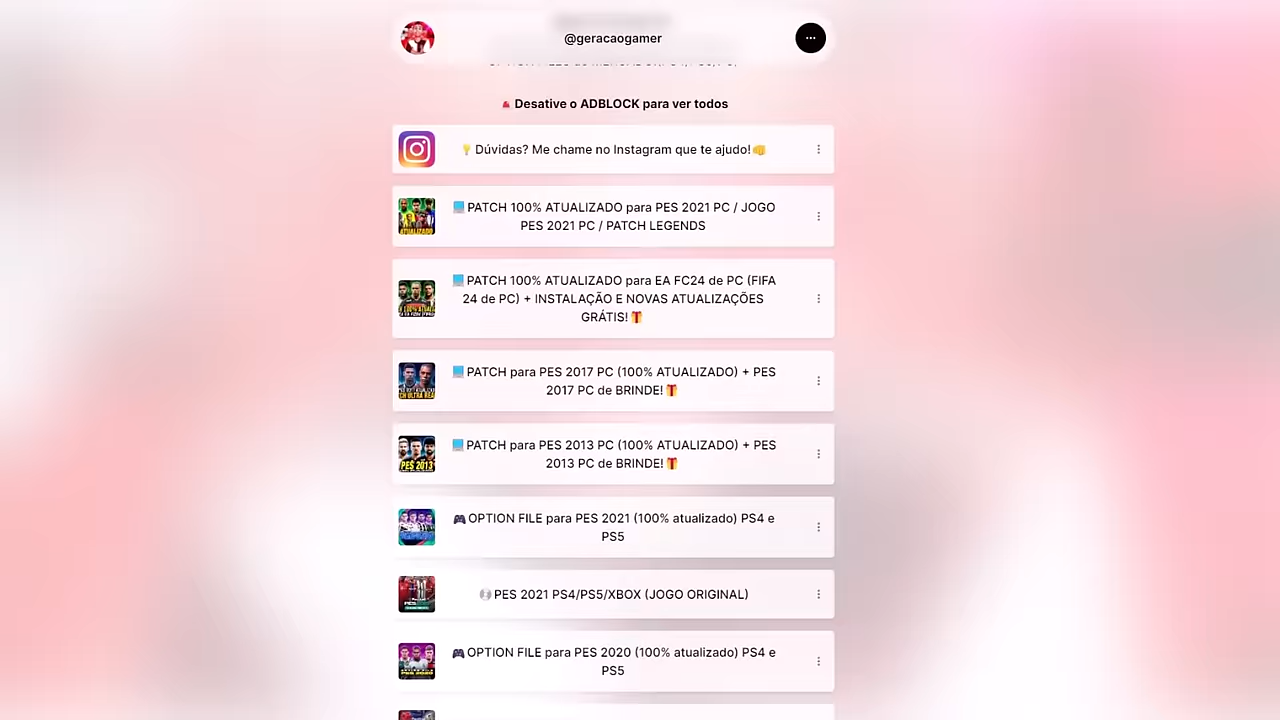 @geracaogamer
Desative o ADBLOCK para ver todos
Dúvidas? Me chame no Instagram que te ajudo!
PATCH 100% ATUALIZADO para PES 2021 PC / JOGO
PES 2021 PC / PATCH LEGENDS
PATCH 100% ATUALIZADO para EA FC24 de PC (FIFA
24 de PC) + INSTALAÇÃO E NOVAS ATUALIZAÇÕES
GRÁTIS!
PATCH para PES 2017 PC (100% ATUALIZADO) + PES
2017 PC de BRINDE!
PATCH para PES 2013 PC (100% ATUALIZADO) + PES
2013 PC de BRINDE!
PES 2013
OPTION FILE para PES 2021 (100% atualizado) PS4 e
PS5
PES 2021 PS4/PS5/XBOX (JOGO ORIGINAL)
OPTION FILE para PES 2020 (100% atualizado) PS4 e
PS5